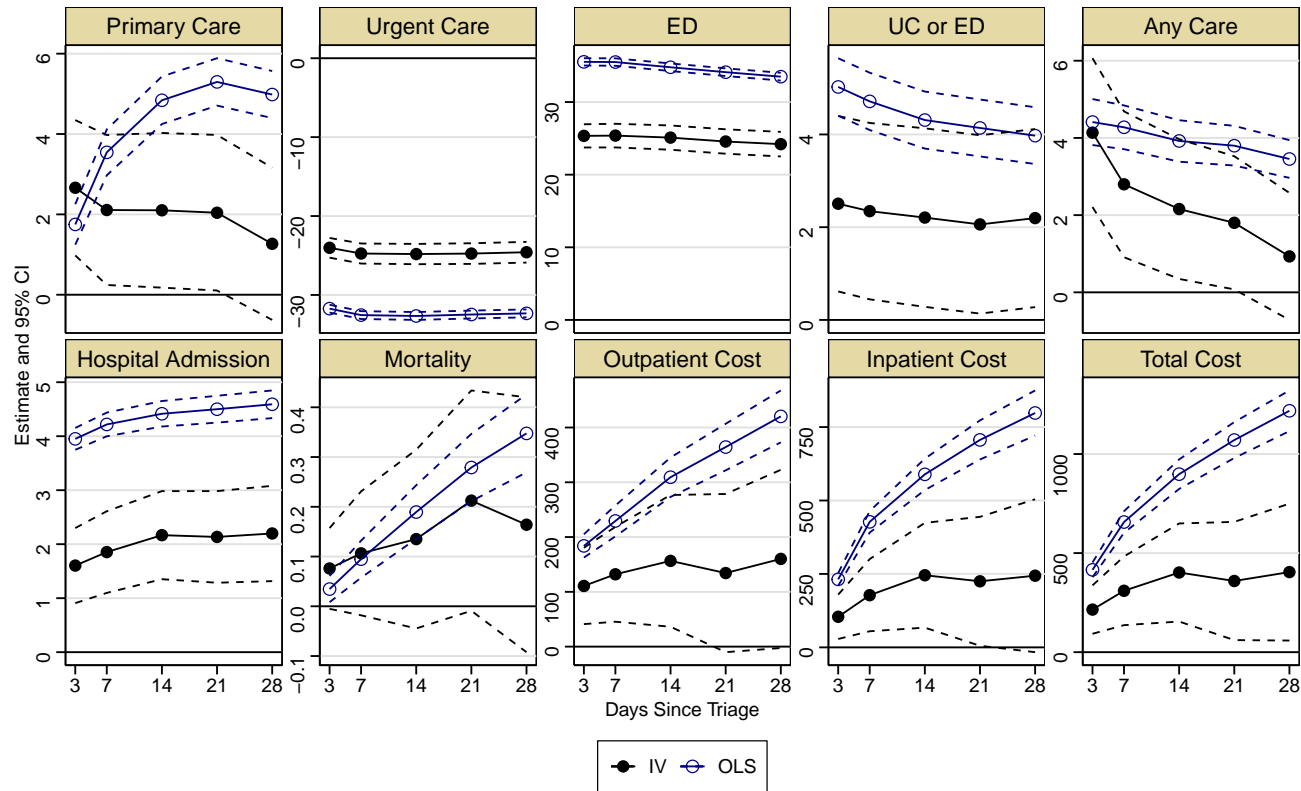 Primary Care
Urgent Care
ED
UC or ED
Any Care
Estimate and 95% CI
0
2
4
6
−30
−20
−10
0
0
10
20
30
0
2
4
0
2
4
6
Hospital Admission
Mortality
Outpatient Cost
Inpatient Cost
Total Cost
0
1
2
3
4
5
−0.1
0.0
0.1
0.2
0.3
0.4
0
100
200
300
400
0
250
500
750
0
500
1000
3 7 14 21 28
3 7 14 21 28
3 7 14 21 28
3 7 14 21 28
3 7 14 21 28
Days Since Triage
IV OLS